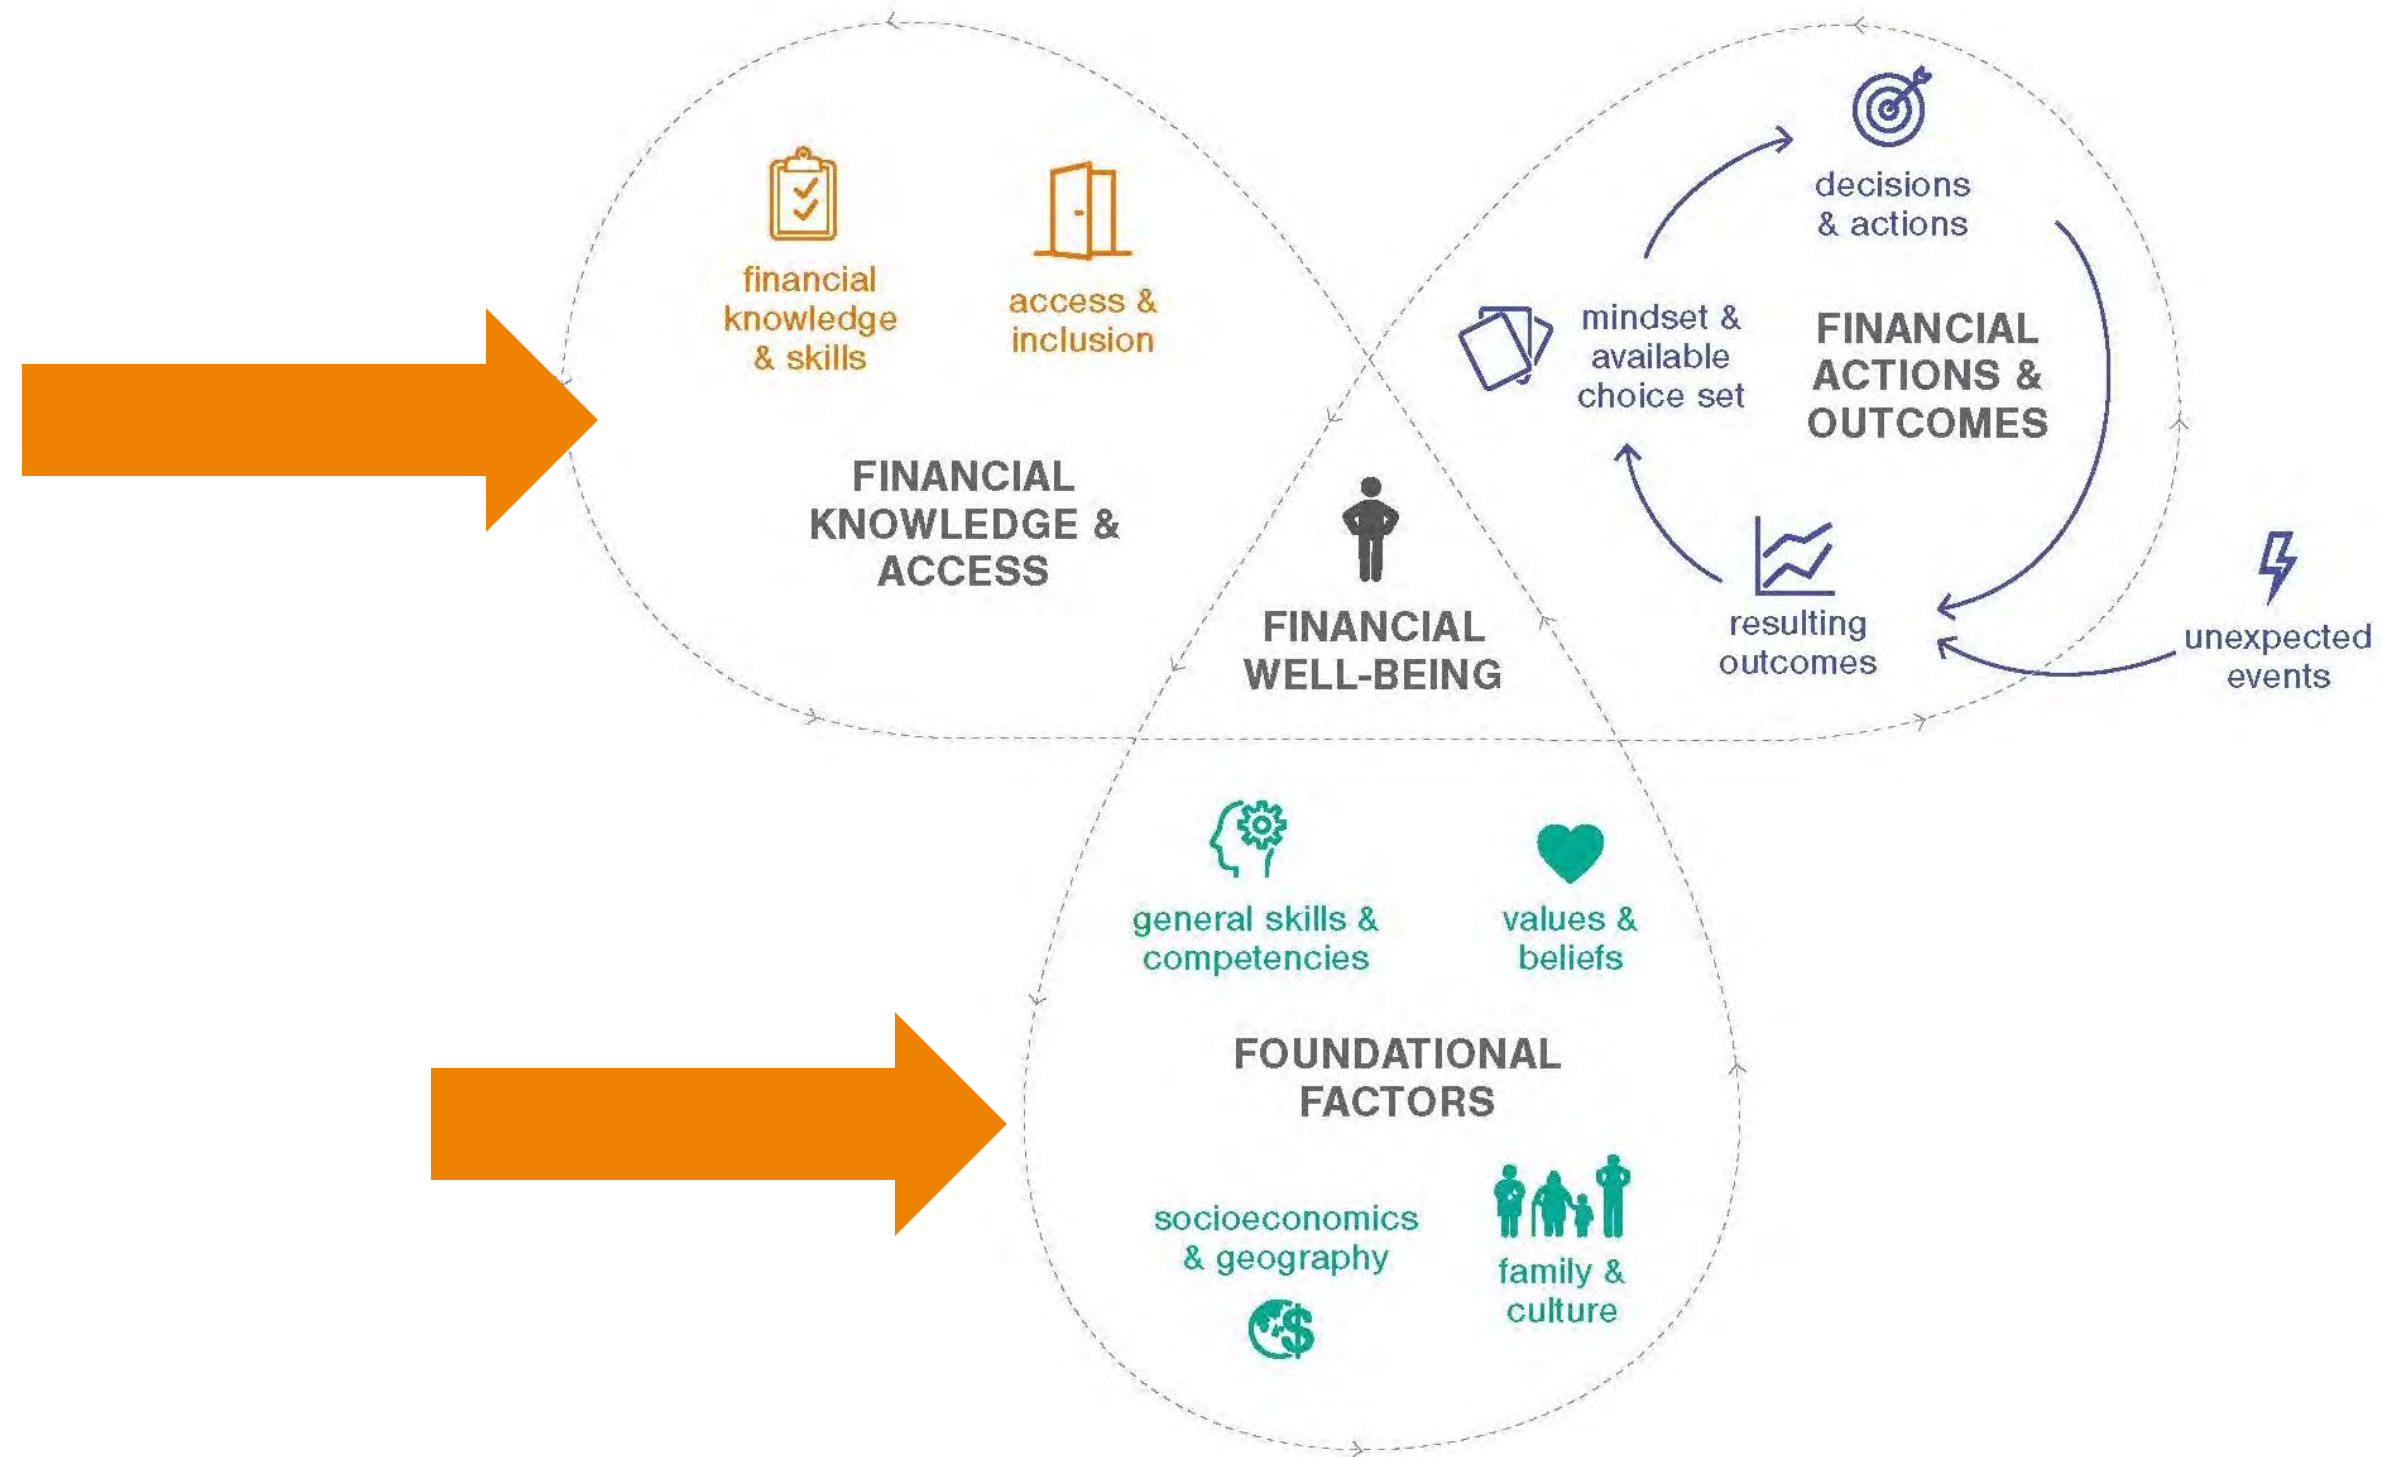 financial
knowledge
& skills
access &
inclusion
FINANCIAL
KNOWLEDGE &
ACCESS
decisions
& actions
mindset &
available
choice set
FINANCIAL
ACTIONS &
OUTCOMES
resulting
outcomes
unexpected
events
FINANCIAL
WELL-BEING
general skills &
competencies
values &
beliefs
FOUNDATIONAL
FACTORS
socioeconomics
& geography
$
family &
culture